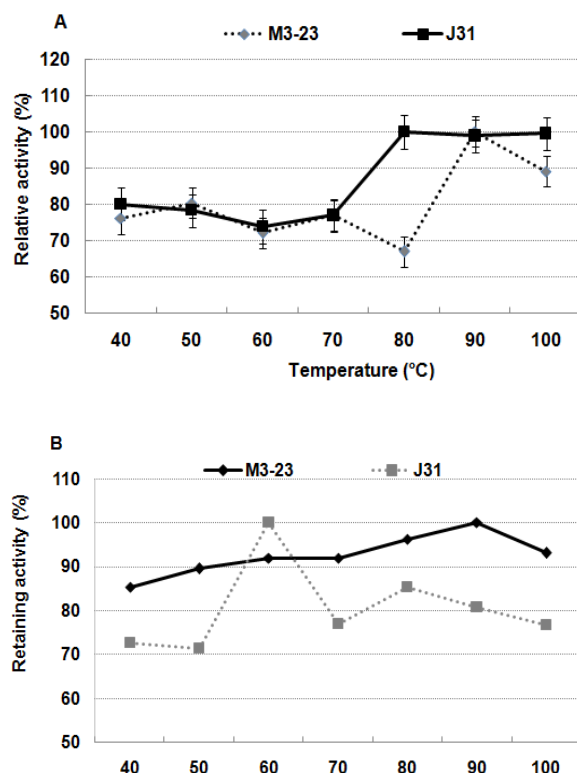 A
M3-23 J31
120
110
100
90
80
70
60
50
Relative activity (%)
40 50 60 70 80 90 100
Temperature (°C)
B
M3-23 J31
110
100
90
80
70
60
50
Retaining activity (%)
40 50 60 70 80 90 100